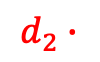 d₂ ·